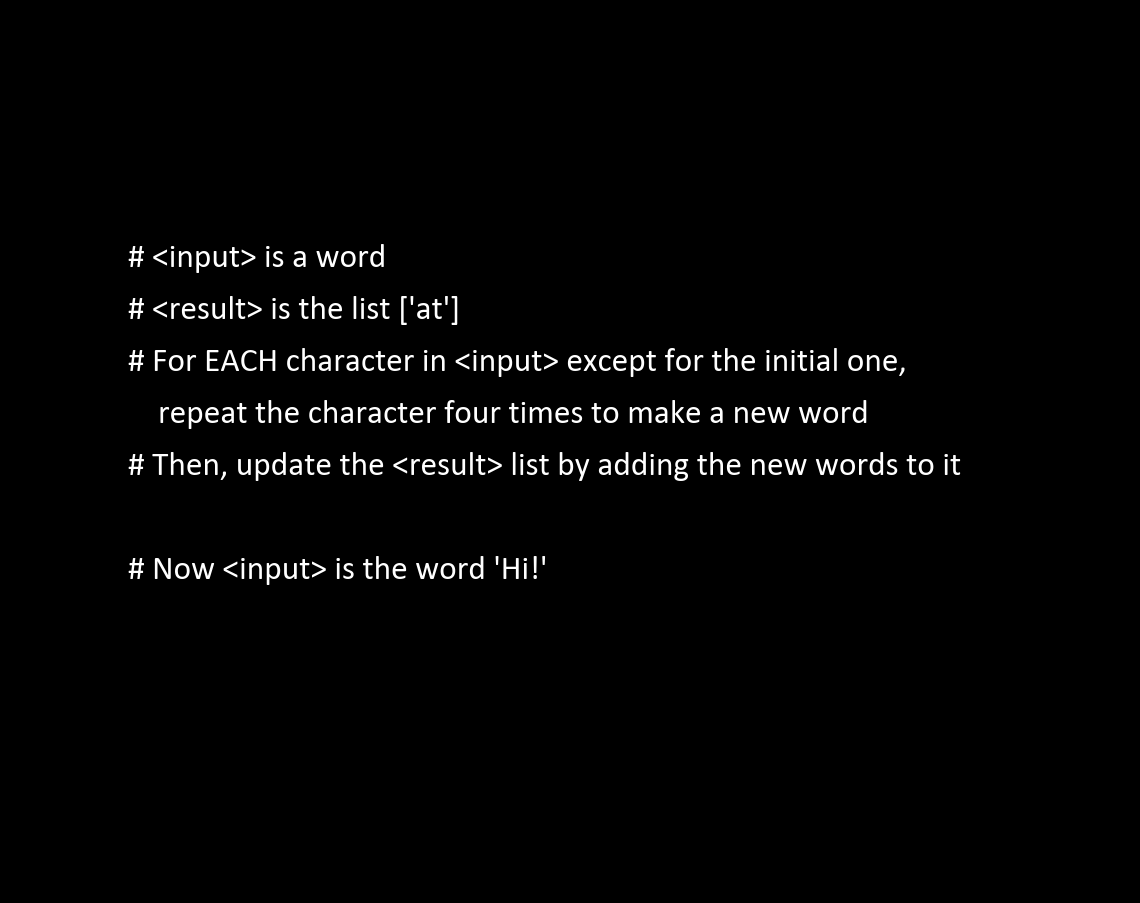 # <input> is a word
# <result> is the list ['at']
# For EACH character in <input> except for the initial one,
repeat the character four times to make a new word
# Then, update the <result> list by adding the new words to it
# Now <input> is the word 'Hi!'